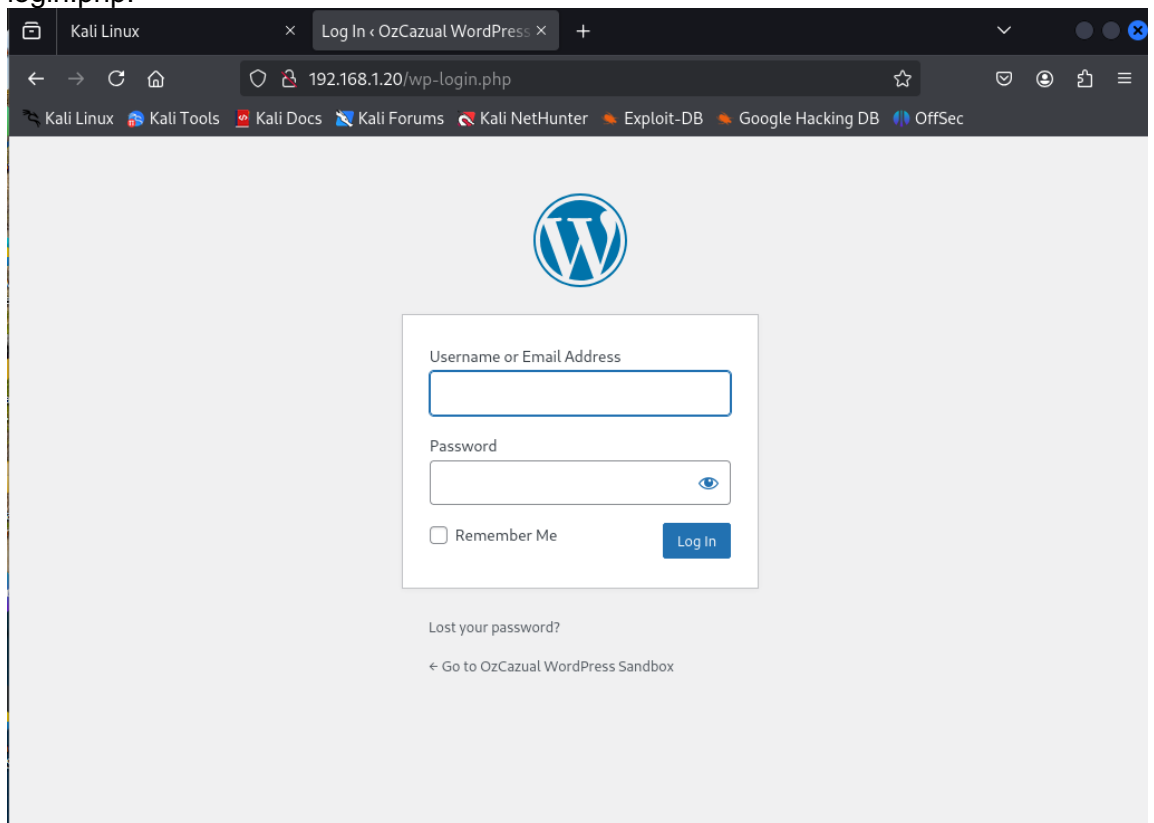 login.php.
Kali Linux
Log In ‹ OzCazual WordPress
192.168.1.20/wp-login.php
Kali Linux Kali Tools Kali Docs Kali Forums Kali NetHunter Exploit-DB Google Hacking DB OffSec
Username or Email Address
Password
Remember Me Log In
Lost your password?
← Go to OzCazual WordPress Sandbox